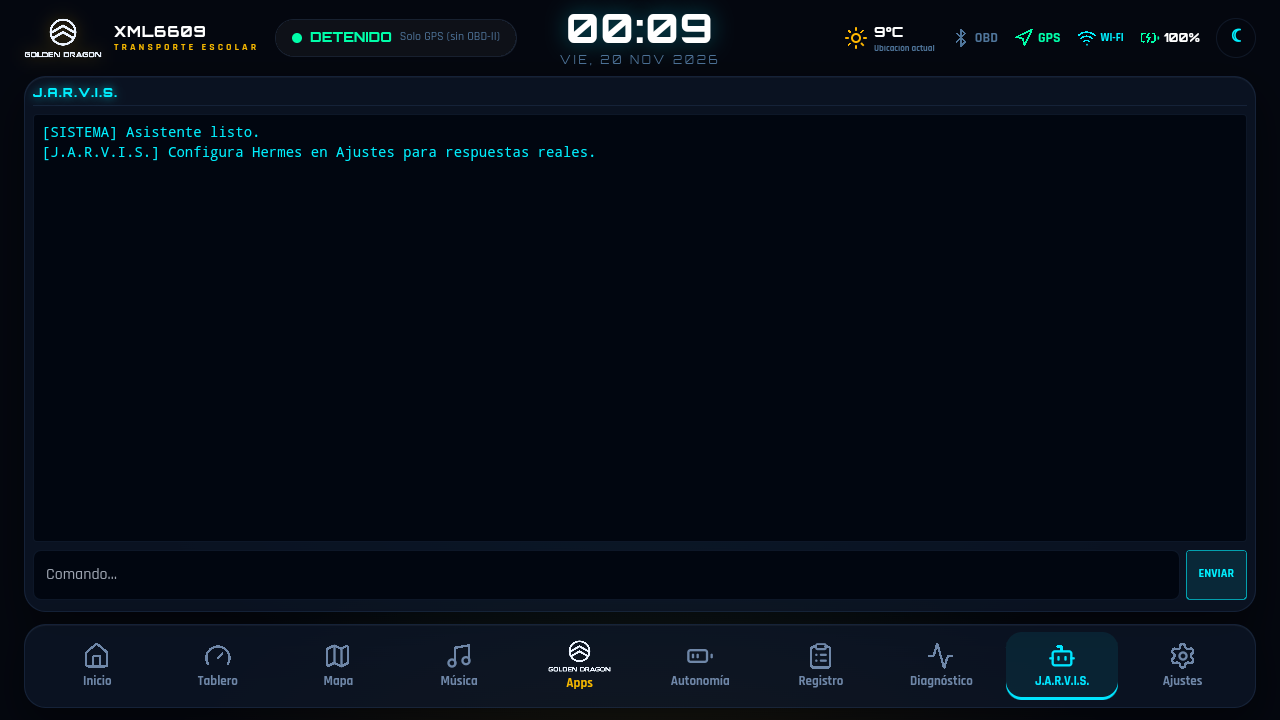 GOLDEN DRAGON
XML6609
TRANSPORTE ESCOLAR
DETENIDO Solo GPS (sin OBD-II)
00:09
VIE, 20 NOV 2026
9°C
Ubicación actual
OBD
GPS
WI-FI
100%
J.A.R.V.I.S.
[SISTEMA] Asistente listo.
[J.A.R.V.I.S.] Configura Hermes en Ajustes para respuestas reales.
Comando...
ENVIAR
Inicio
Tablero
Mapa
Música
GOLDEN DRAGON
Apps
Autonomía
Registro
Diagnóstico
J.A.R.V.I.S.
Ajustes